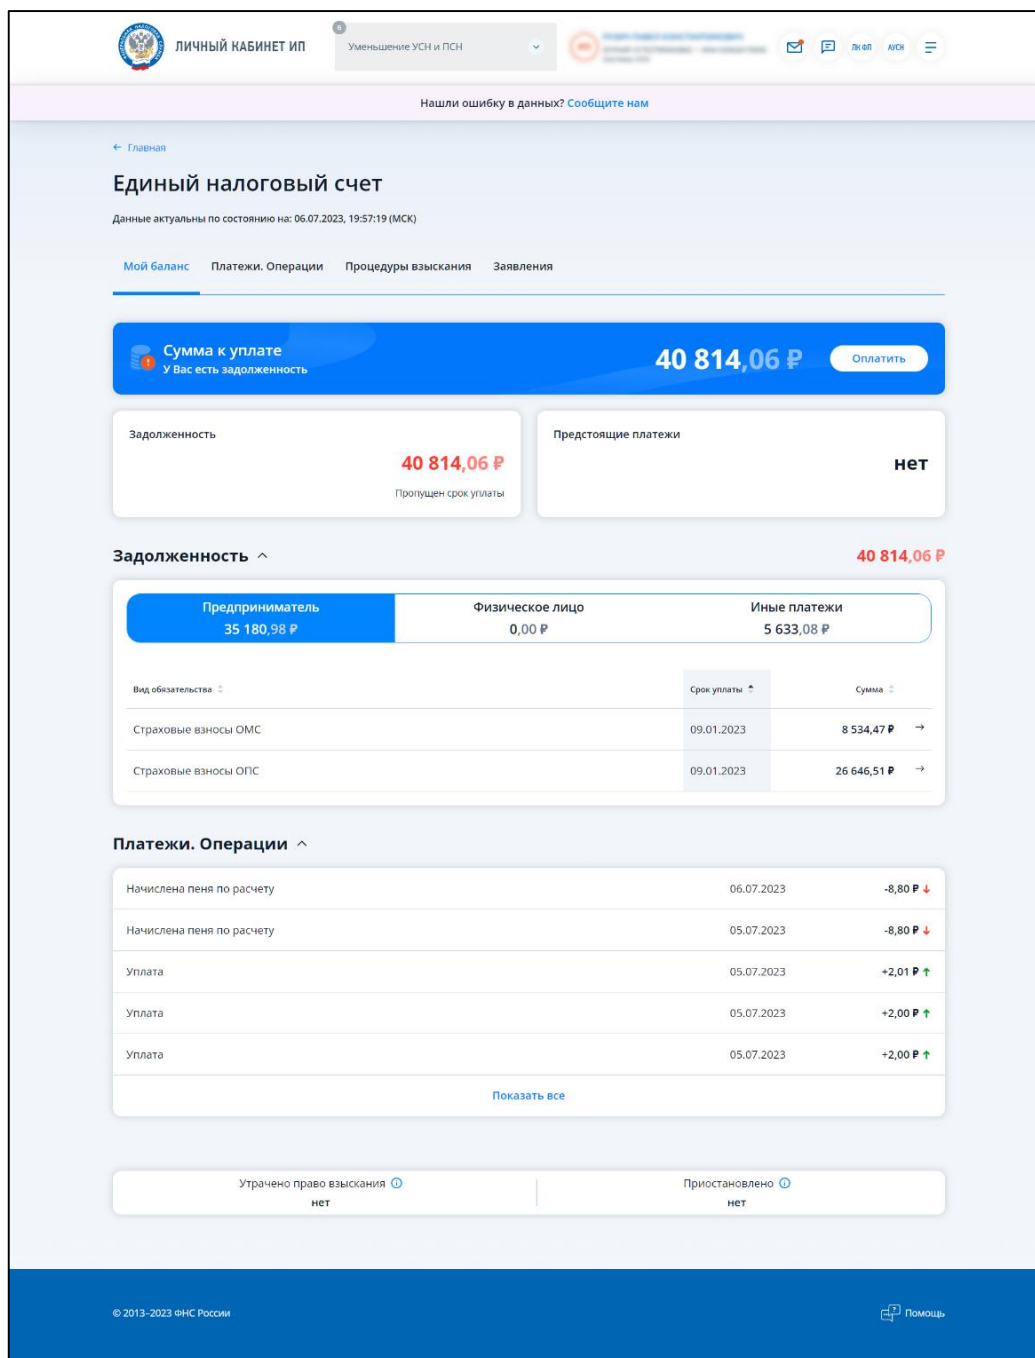 ЛИЧНЫЙ КАБИНЕТ ИП
6
Уменьшение УСН и ПСН
ЛК ФЛ
АУСН
Нашли ошибку в данных? Сообщите нам
← Главная
Единый налоговый счет
Данные актуальны по состоянию на: 06.07.2023, 19:57:19 (МСК)
Мой баланс Платежи. Операции Процедуры взыскания Заявления
Сумма к уплате
У Вас есть задолженность
40 814,06 ₽
Оплатить
Задолженность
40 814,06 ₽
Пропущен срок уплаты
Предстоящие платежи
нет
Задолженность
40 814,06 ₽
Предприниматель
35 180,98 ₽
Физическое лицо
0,00 ₽
Иные платежи
5 633,08 ₽
Вид обязательства Срок уплаты Сумма
Страховые взносы ОМС 09.01.2023 8 534,47 ₽ →
Страховые взносы ОПС 09.01.2023 26 646,51 ₽ →
Платежи. Операции
Начислена пеня по расчету 06.07.2023 -8,80 ₽ ↓
Начислена пеня по расчету 05.07.2023 -8,80 ₽ ↓
Уплата 05.07.2023 +2,01 ₽ ↑
Уплата 05.07.2023 +2,00 ₽ ↑
Уплата 05.07.2023 +2,00 ₽ ↑
Показать все
Утрачено право взыскания
нет
Приостановлено
нет
© 2013–2023 ФНС России
Помощь